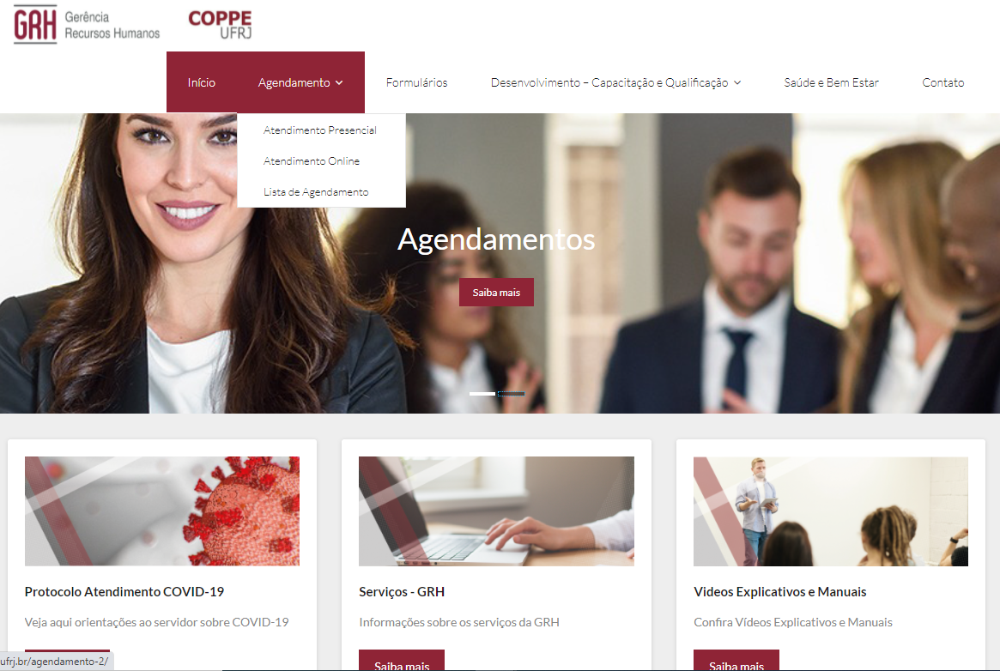 GRH Gerência
Recursos Humanos
COPPE
UFRJ
Início Agendamento Formulários Desenvolvimento – Capacitação e Qualificação Saúde e Bem Estar Contato
Atendimento Presencial
Atendimento Online
Lista de Agendamento
Agendamentos
Saiba mais
Protocolo Atendimento COVID-19
Veja aqui orientações ao servidor sobre COVID-19
Serviços - GRH
Informações sobre os serviços da GRH
Saiba mais
Videos Explicativos e Manuais
Confira Vídeos Explicativos e Manuais
Saiba mais
ufrj.br/agendamento-2/